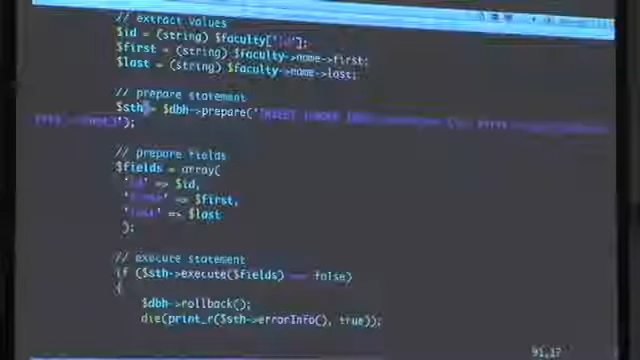 // extract values
$id = (string) $faculty['id'];
$first = (string) $faculty->name->first;
$last = (string) $faculty->name->last;
// prepare statement
$sth = $dbh->prepare('INSERT
');
// prepare fields
$fields = array(
'id' => $id,
=> $first,
'last' => $last
);
// execute statement
if ($sth->execute($fields) === false)
{
$dbh->rollback();
die(print_r($sth->errorInfo(), true));
91,17